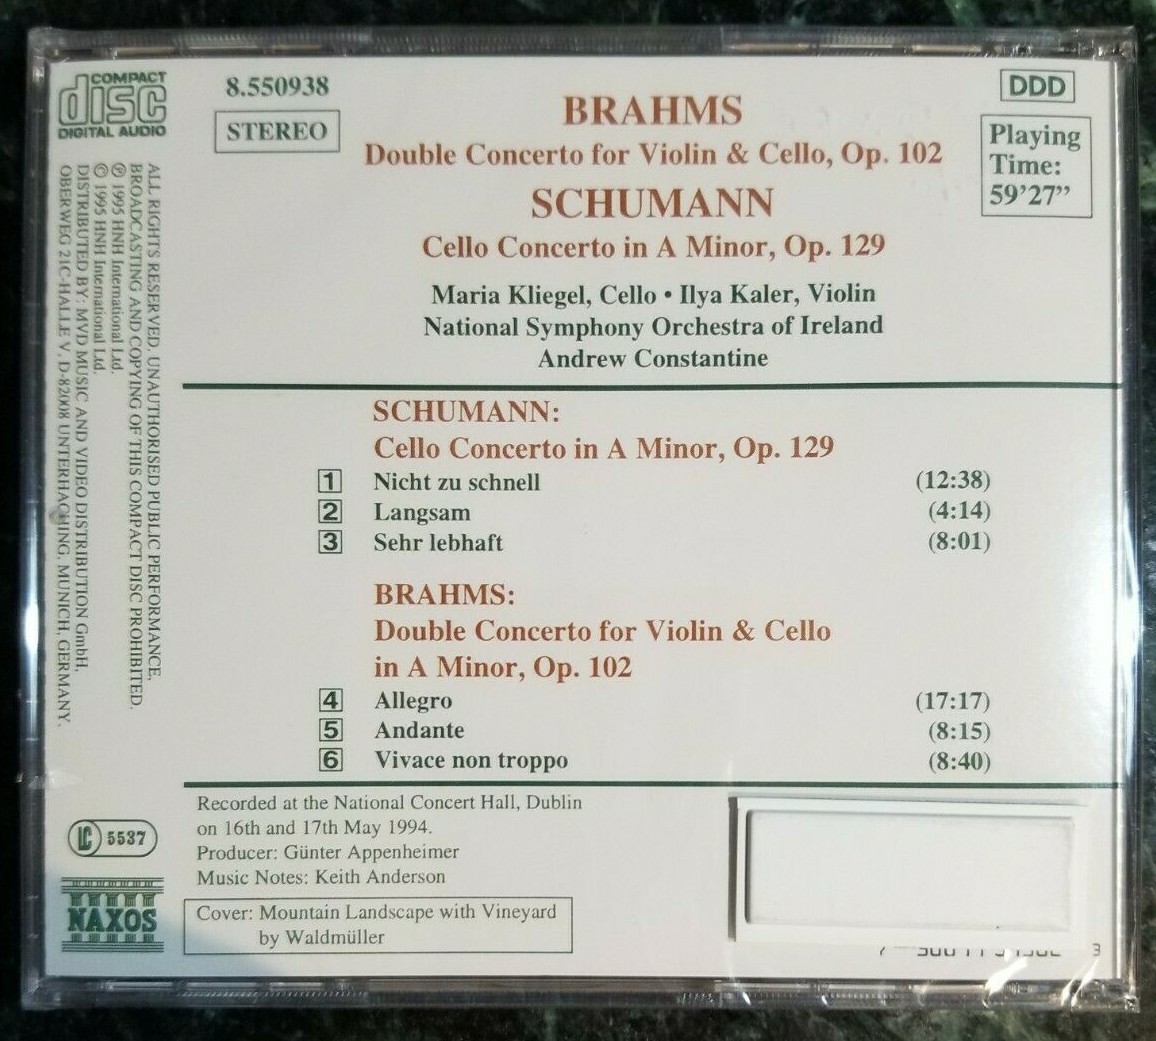 COMPACT
disc
DIGITAL AUDIO
8.550938
STEREO
BRAHMS
Double Concerto for Violin & Cello, Op. 102
SCHUMANN
Cello Concerto in A Minor, Op. 129
Maria Kliegel, Cello • Ilya Kaler, Violin
National Symphony Orchestra of Ireland
Andrew Constantine
DDD
Playing
Time:
59’27”
ALL RIGHTS RESERVED. UNAUTHORISED PUBLIC PERFORMANCE,
BROADCASTING AND COPYING OF THIS COMPACT DISC PROHIBITED.
℗ 1995 HNH International Ltd.
© 1995 HNH International Ltd.
DISTRIBUTED BY: MVD MUSIC AND VIDEO DISTRIBUTION GmbH,
OBERWEG 21C-HALLE V, D-82008 UNTERHACHING, MUNICH, GERMANY.
SCHUMANN:
Cello Concerto in A Minor, Op. 129
1 Nicht zu schnell (12:38)
2 Langsam (4:14)
3 Sehr lebhaft (8:01)
BRAHMS:
Double Concerto for Violin & Cello
in A Minor, Op. 102
4 Allegro (17:17)
5 Andante (8:15)
6 Vivace non troppo (8:40)
Recorded at the National Concert Hall, Dublin
on 16th and 17th May 1994.
Producer: Günter Appenheimer
Music Notes: Keith Anderson
Cover: Mountain Landscape with Vineyard
by Waldmüller
LC 5537
NAXOS